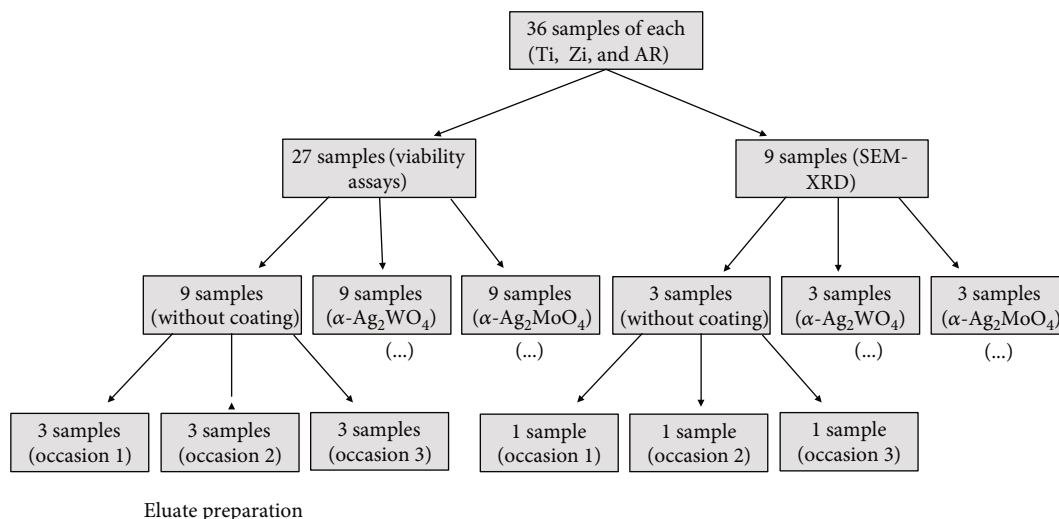 36 samples of each
(Ti, Zi, and AR)
27 samples (viability
assays)
9 samples (SEM-
XRD)
9 samples
(without coating)
9 samples
(α-Ag₂WO₄)
(...)
9 samples
(α-Ag₂MoO₄)
(...)
3 samples
(without coating)
3 samples
(α-Ag₂WO₄)
(...)
3 samples
(α-Ag₂MoO₄)
(...)
3 samples
(occasion 1)
3 samples
(occasion 2)
3 samples
(occasion 3)
1 sample
(occasion 1)
1 sample
(occasion 2)
1 sample
(occasion 3)
Eluate preparation